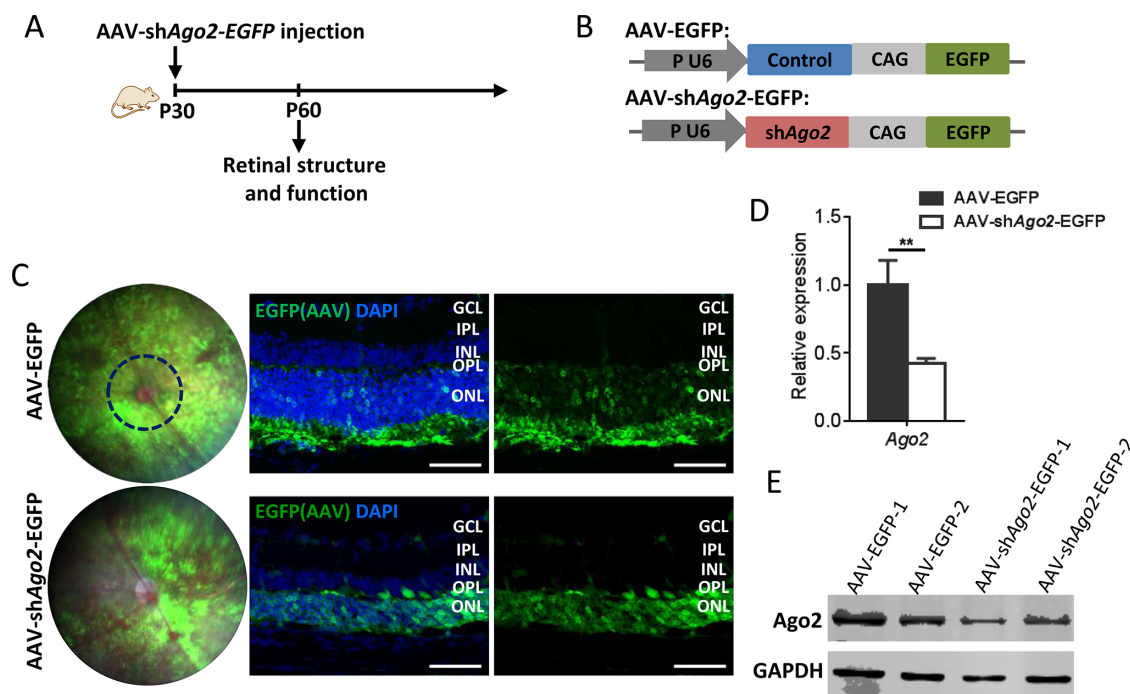 A
AAV-shAgo2-EGFP injection
P30
P60
Retinal structure
and function
B
AAV-EGFP:
P U6 Control CAG EGFP
AAV-shAgo2-EGFP:
P U6 shAgo2 CAG EGFP
C
AAV-EGFP
EGFP(AAV) DAPI
GCL
IPL
INL
OPL
ONL
GCL
IPL
INL
OPL
ONL
AAV-shAgo2-EGFP
EGFP(AAV) DAPI
GCL
IPL
INL
OPL
ONL
GCL
IPL
INL
OPL
ONL
D
AAV-EGFP
AAV-shAgo2-EGFP
Relative expression
1.5
1.0
0.5
0.0
**
Ago2
E
AAV-EGFP-1
AAV-EGFP-2
AAV-shAgo2-EGFP-1
AAV-shAgo2-EGFP-2
Ago2
GAPDH